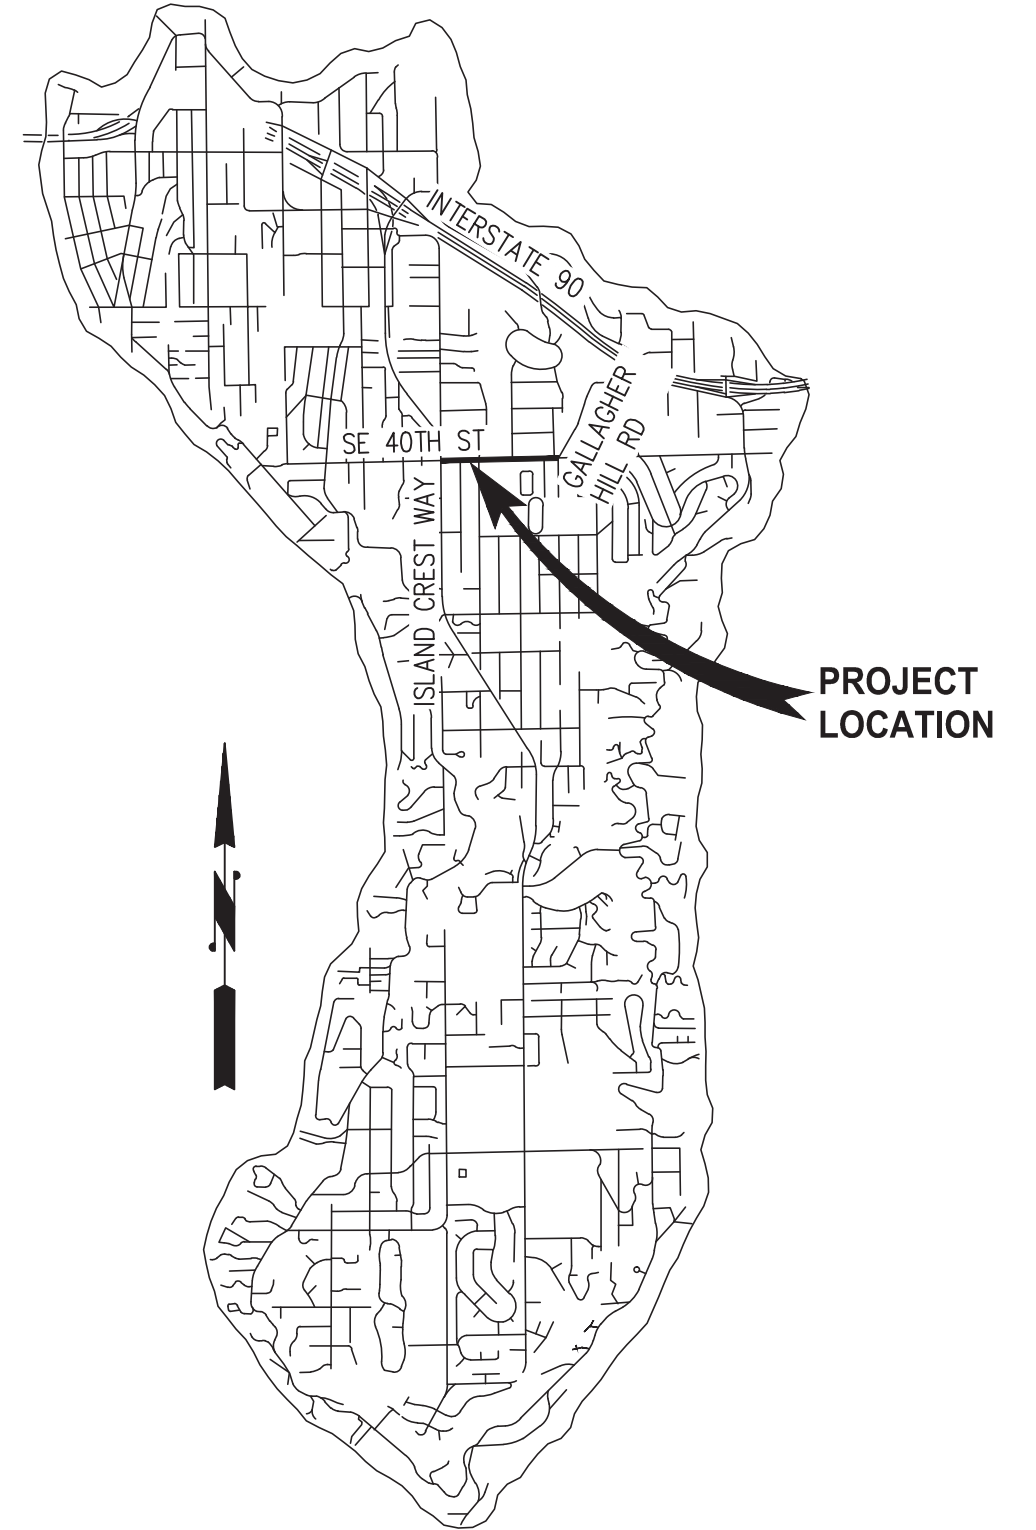 INTERSTATE 90
GALLAGHER
HILL RD
SE 40TH ST
ISLAND CREST WAY
PROJECT
LOCATION
N